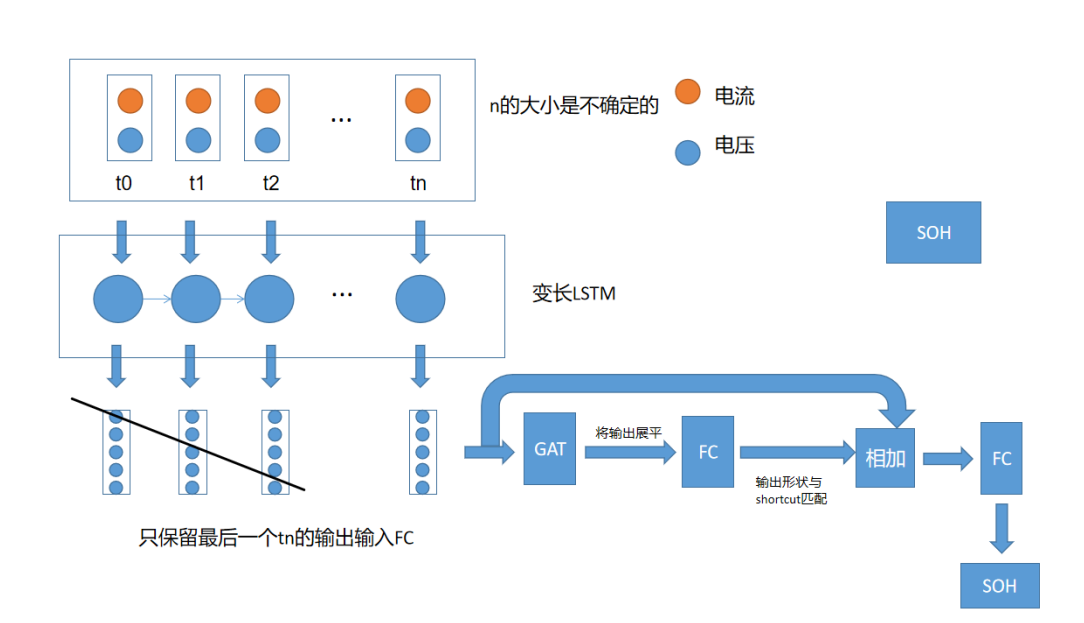 n的大小是不确定的
电流
电压
t0
t1
t2
...
tn
SOH
...
变长LSTM
GAT
将输出展平
FC
输出形状与
shortcut匹配
相加
FC
只保留最后一个tn的输出输入FC
SOH